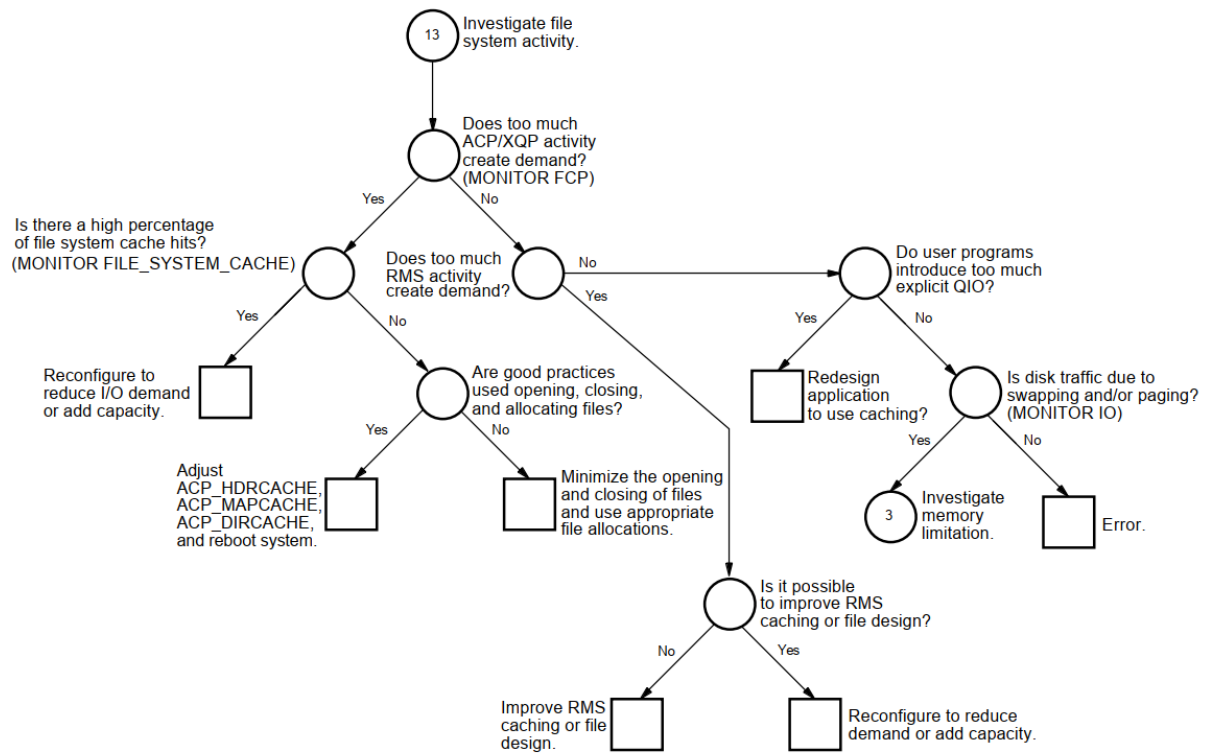 13
Investigate file
system activity.
Does too much
ACP/XQP activity
create demand?
(MONITOR FCP)
Yes
No
Is there a high percentage
of file system cache hits?
(MONITOR FILE_SYSTEM_CACHE)
Does too much
RMS activity
create demand?
No
Yes
Do user programs
introduce too much
explicit QIO?
Yes
No
Yes
No
Reconfigure to
reduce I/O demand
or add capacity.
Are good practices
used opening, closing,
and allocating files?
Redesign
application
to use caching?
Is disk traffic due to
swapping and/or paging?
(MONITOR IO)
Yes
No
Yes
No
Adjust
ACP_HDRCACHE,
ACP_MAPCACHE,
ACP_DIRCACHE,
and reboot system.
Minimize the opening
and closing of files
and use appropriate
file allocations.
3
Investigate
memory
limitation.
Error.
Is it possible
to improve RMS
caching or file design?
No
Yes
Improve RMS
caching or file
design.
Reconfigure to reduce
demand or add capacity.